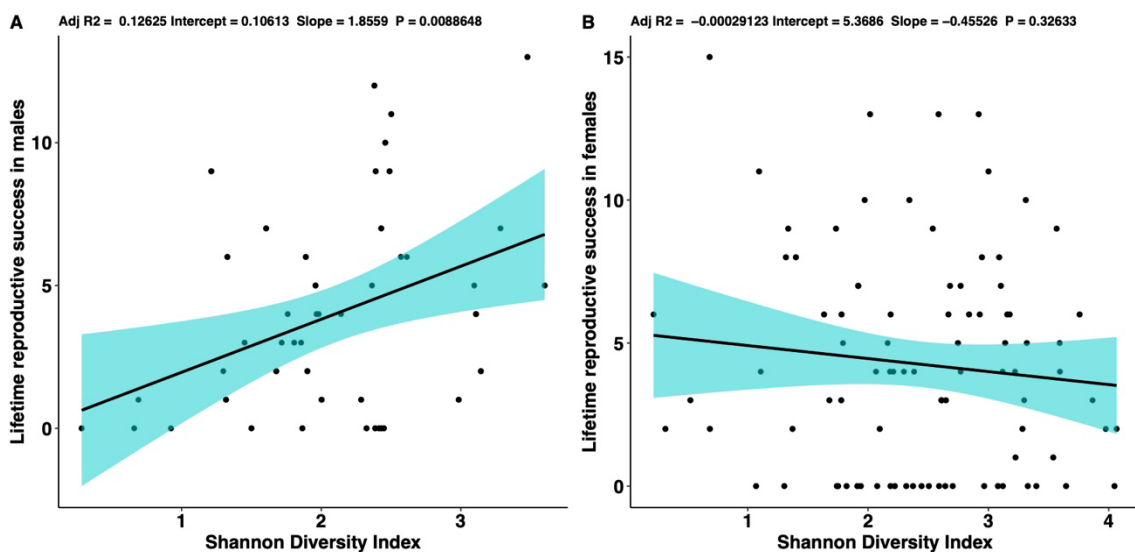 A
Adj R2 = 0.12625 Intercept = 0.10613 Slope = 1.8559 P = 0.0088648
Lifetime reproductive success in males
10
5
0
1 2 3
Shannon Diversity Index
B
Adj R2 = −0.00029123 Intercept = 5.3686 Slope = −0.45526 P = 0.32633
Lifetime reproductive success in females
15
10
5
0
1 2 3 4
Shannon Diversity Index